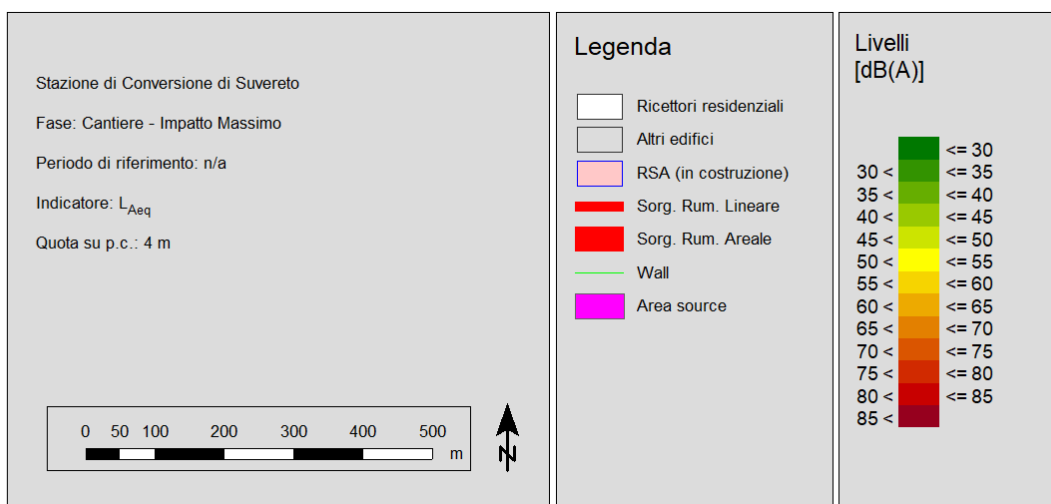 Stazione di Conversione di Suvereto
Fase: Cantiere - Impatto Massimo
Periodo di riferimento: n/a
Indicatore: LAeq
Quota su p.c.: 4 m
0 50 100 200 300 400 500
m
N
Legenda
Ricettori residenziali
Altri edifici
RSA (in costruzione)
Sorg. Rum. Lineare
Sorg. Rum. Areale
Wall
Area source
Livelli
[dB(A)]
<= 30
30 < <= 35
35 < <= 40
40 < <= 45
45 < <= 50
50 < <= 55
55 < <= 60
60 < <= 65
65 < <= 70
70 < <= 75
75 < <= 80
80 < <= 85
85 <